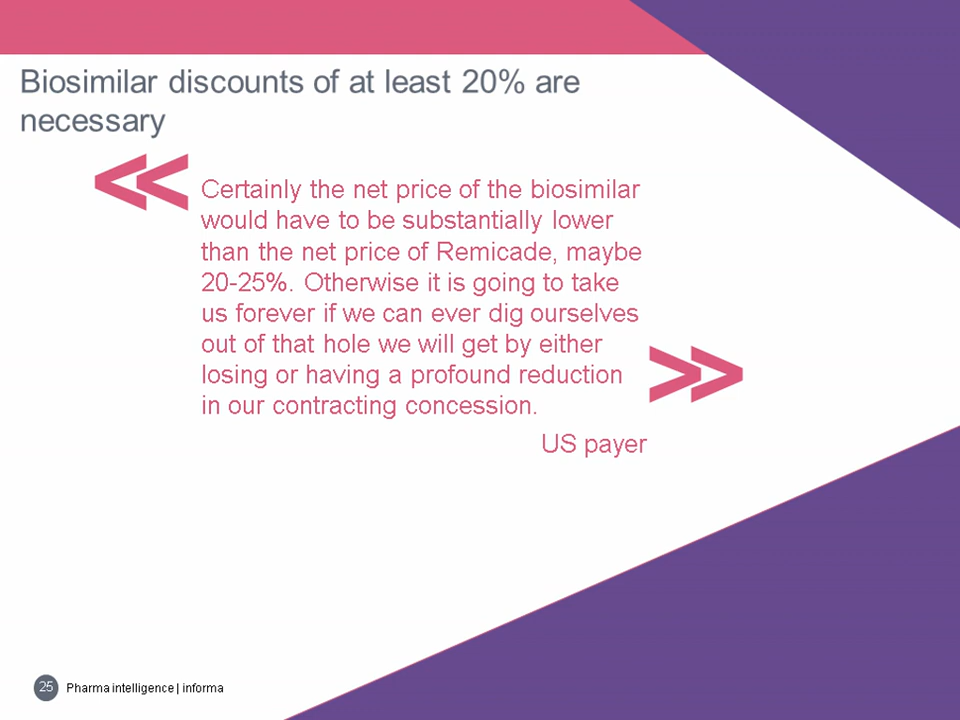 Biosimilar discounts of at least 20% are
necessary
Certainly the net price of the biosimilar
would have to be substantially lower
than the net price of Remicade, maybe
20-25%. Otherwise it is going to take
us forever if we can ever dig ourselves
out of that hole we will get by either
losing or having a profound reduction
in our contracting concession.
US payer
25 Pharma intelligence | informa